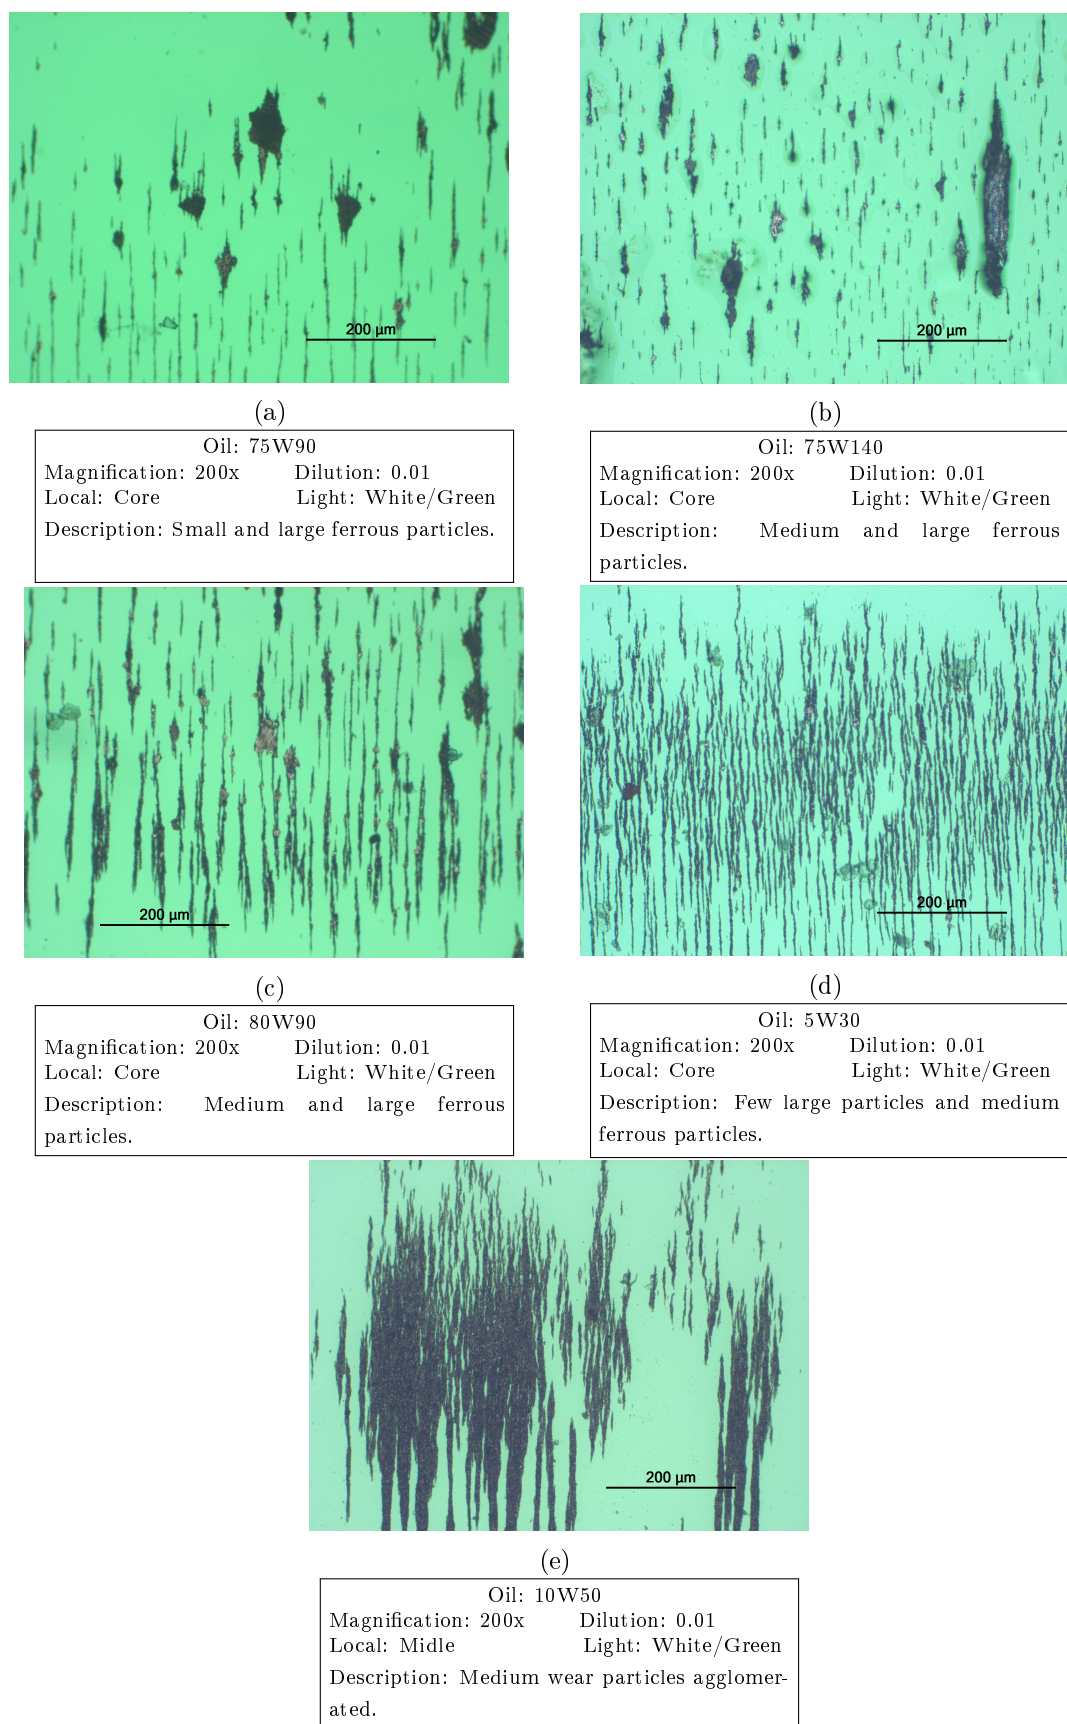 200 µm
200 µm
(a)
(b)
Oil: 75W90
Magnification: 200x Dilution: 0.01
Local: Core Light: White/Green
Description: Small and large ferrous particles.
Oil: 75W140
Magnification: 200x Dilution: 0.01
Local: Core Light: White/Green
Description: Medium and large ferrous
particles.
200 µm
200 µm
(c)
(d)
Oil: 80W90
Magnification: 200x Dilution: 0.01
Local: Core Light: White/Green
Description: Medium and large ferrous
particles.
Oil: 5W30
Magnification: 200x Dilution: 0.01
Local: Core Light: White/Green
Description: Few large particles and medium
ferrous particles.
200 µm
(e)
Oil: 10W50
Magnification: 200x Dilution: 0.01
Local: Midle Light: White/Green
Description: Medium wear particles agglomer-
ated.